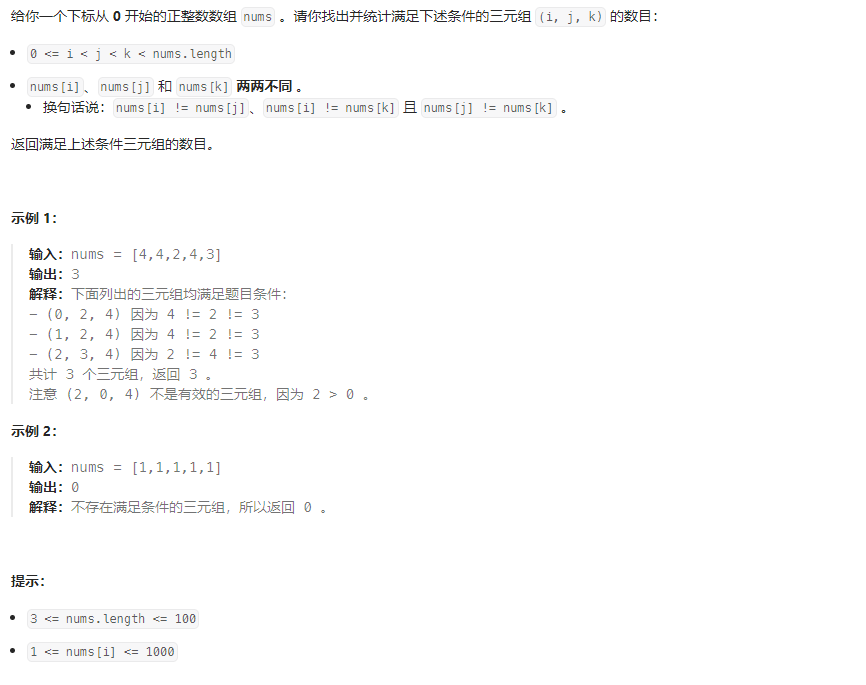 给你一个下标从 0 开始的正整数数组 nums 。请你找出并统计满足下述条件的三元组 (i, j, k) 的数目：
• 0 <= i < j < k < nums.length
• nums[i]、nums[j] 和 nums[k] 两两不同 。
• 换句话说：nums[i] != nums[j]、nums[i] != nums[k] 且 nums[j] != nums[k] 。
返回满足上述条件三元组的数目。
示例 1：
输入：nums = [4,4,2,4,3]
输出：3
解释：下面列出的三元组均满足题目条件：
- (0, 2, 4) 因为 4 != 2 != 3
- (1, 2, 4) 因为 4 != 2 != 3
- (2, 3, 4) 因为 2 != 4 != 3
共计 3 个三元组，返回 3 。
注意 (2, 0, 4) 不是有效的三元组，因为 2 > 0 。
示例 2：
输入：nums = [1,1,1,1,1]
输出：0
解释：不存在满足条件的三元组，所以返回 0 。
提示：
• 3 <= nums.length <= 100
• 1 <= nums[i] <= 1000